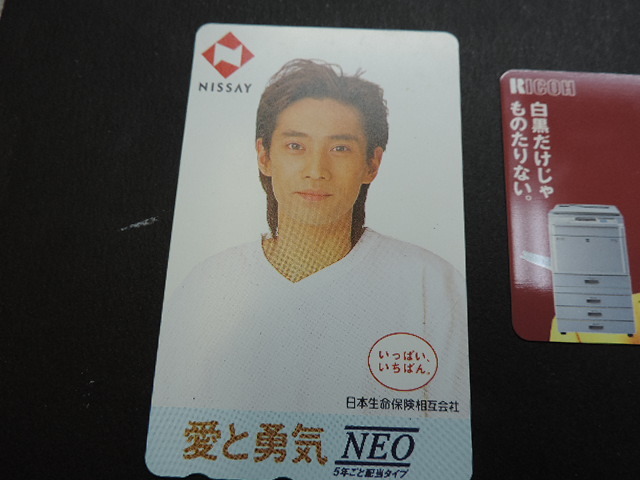 NISSAY
いっぱい、
いちばん。
日本生命保険相互会社
愛と勇気 NEO
5年ごと配当タイプ
RICOH
白黒だけじゃ
ものたりない。